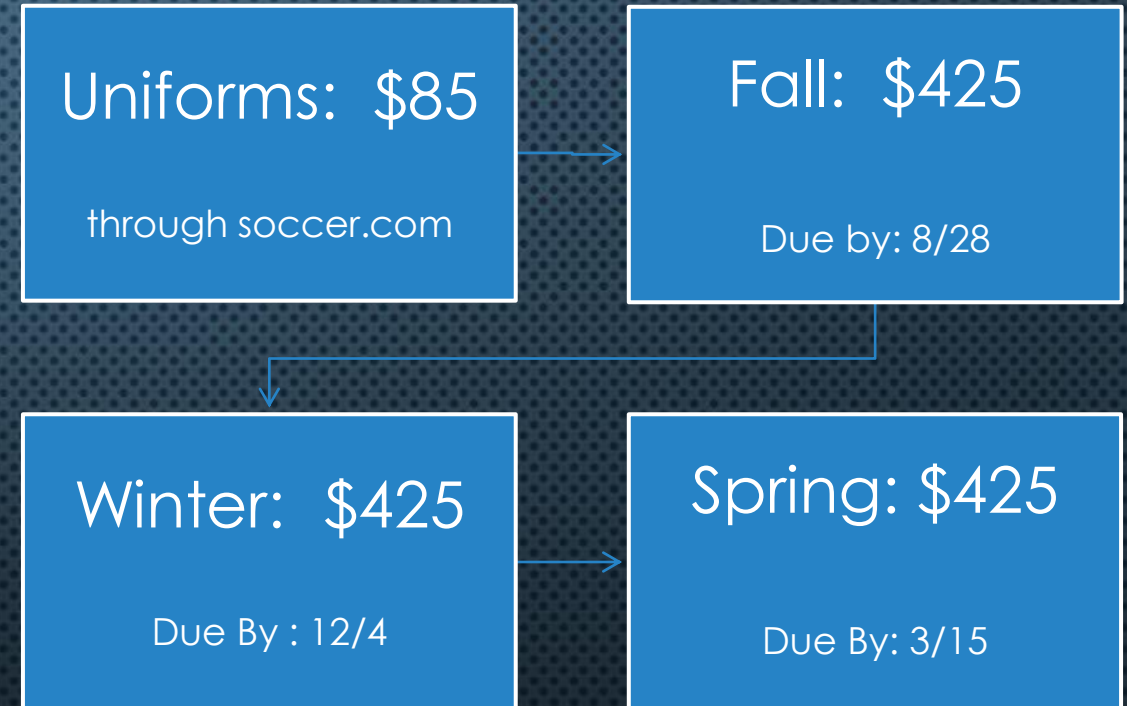 Uniforms: $85
through soccer.com
Fall: $425
Due by: 8/28
Winter: $425
Due By : 12/4
Spring: $425
Due By: 3/15